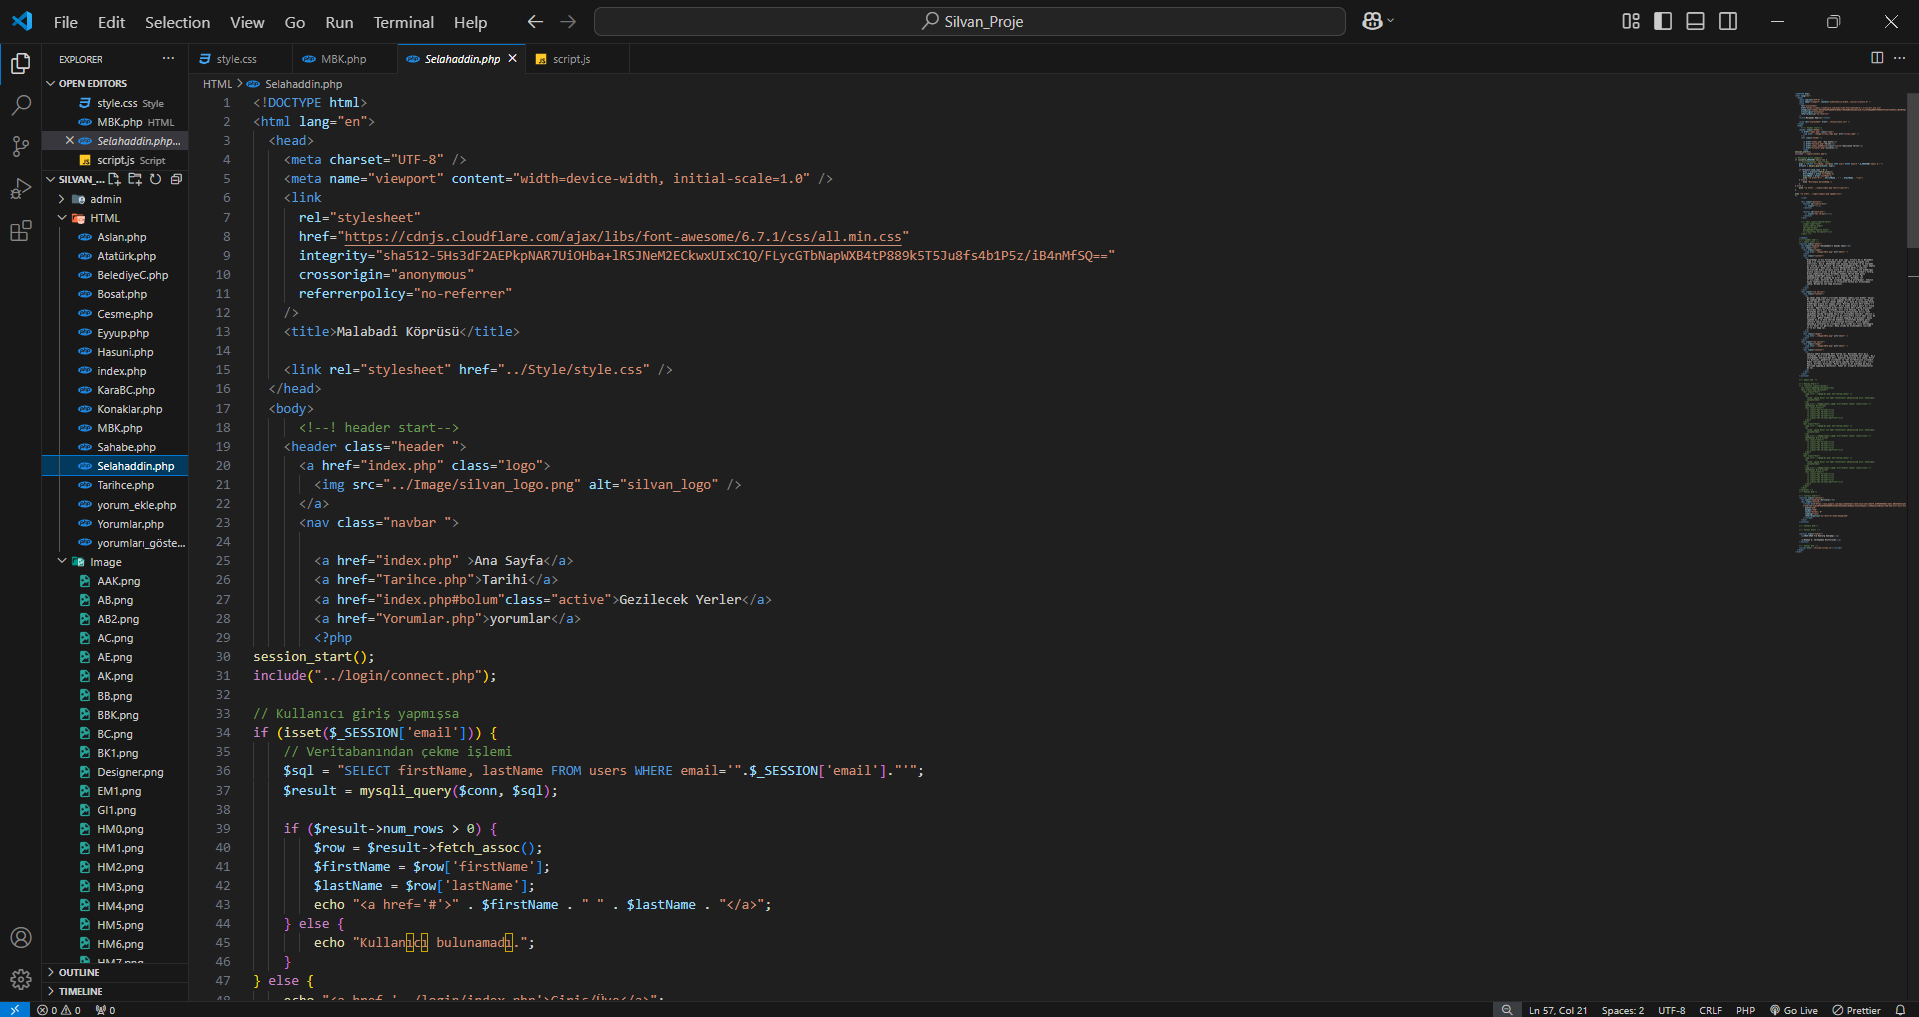 File Edit Selection View Go Run Terminal Help
Silvan_Proje
EXPLORER
OPEN EDITORS
style.css Style
MBK.php HTML
Selahaddin.php...
script.js Script
SILVAN_...
admin
HTML
Aslan.php
Atatürk.php
BelediyeC.php
Bosat.php
Cesme.php
Eyyup.php
Hasuni.php
index.php
KaraBC.php
Konaklar.php
MBK.php
Sahabe.php
Selahaddin.php
Tarihce.php
yorum_ekle.php
Yorumlar.php
yorumları_göste...
Image
AAK.png
AB.png
AB2.png
AC.png
AE.png
AK.png
BB.png
BBK.png
BC.png
BK1.png
Designer.png
EM1.png
GI1.png
HM0.png
HM1.png
HM2.png
HM3.png
HM4.png
HM5.png
HM6.png
HM7.png
OUTLINE
TIMELINE
style.css MBK.php Selahaddin.php script.js
HTML > Selahaddin.php
1 <!DOCTYPE html>
2 <html lang="en">
3 <head>
4 <meta charset="UTF-8" />
5 <meta name="viewport" content="width=device-width, initial-scale=1.0" />
6 <link
7 rel="stylesheet"
8 href="https://cdnjs.cloudflare.com/ajax/libs/font-awesome/6.7.1/css/all.min.css"
9 integrity="sha512-5Hs3dF2AEPkpNAR7UiOHba+lRSJNeM2ECkwxUIxC1Q/FLycGTbNapWXB4tP889k5T5Ju8fs4b1P5z/iB4nMfSQ=="
10 crossorigin="anonymous"
11 referrerpolicy="no-referrer"
12 />
13 <title>Malabadi Köprüsü</title>
14
15 <link rel="stylesheet" href="../Style/style.css" />
16 </head>
17 <body>
18 <!--! header start-->
19 <header class="header ">
20 <a href="index.php" class="logo">
21 <img src="../Image/silvan_logo.png" alt="silvan_logo" />
22 </a>
23 <nav class="navbar ">
24
25 <a href="index.php" >Ana Sayfa</a>
26 <a href="Tarihce.php">Tarihi</a>
27 <a href="index.php#bolum"class="active">Gezilecek Yerler</a>
28 <a href="Yorumlar.php">yorumlar</a>
29 <?php
30 session_start();
31 include("../login/connect.php");
32
33 // Kullanıcı giriş yapmışsa
34 if (isset($_SESSION['email'])) {
35 // Veritabanından çekme işlemi
36 $sql = "SELECT firstName, lastName FROM users WHERE email='".$_SESSION['email']."'";
37 $result = mysqli_query($conn, $sql);
38
39 if ($result->num_rows > 0) {
40 $row = $result->fetch_assoc();
41 $firstName = $row['firstName'];
42 $lastName = $row['lastName'];
43 echo "<a href='#'>" . $firstName . " " . $lastName . "</a>";
44 } else {
45 echo "Kullanıcı bulunamadı.";
46 }
47 } else {
48 echo "<a href='../login/index.php'>Giriş/Üye</a>";
0 0 0
Ln 57, Col 21 Spaces: 2 UTF-8 CRLF PHP Go Live Prettier